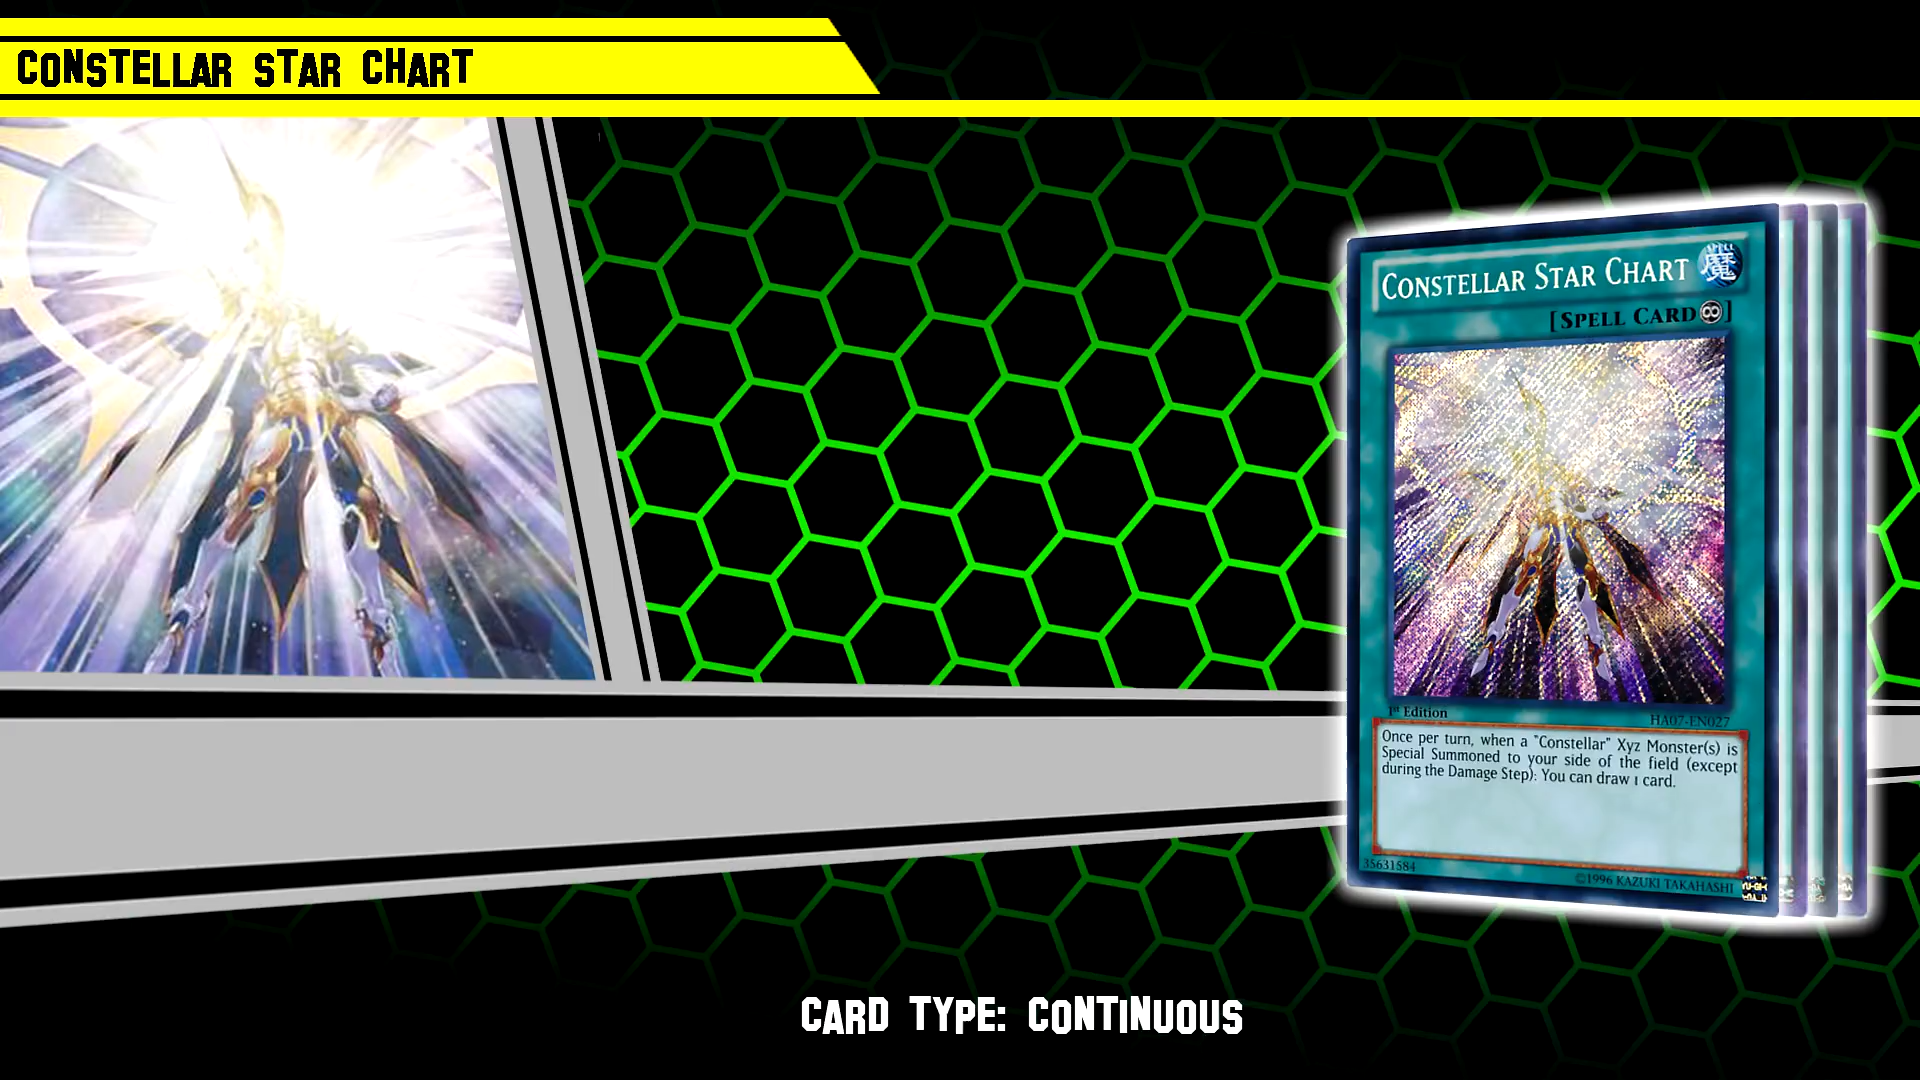 CONSTELLAR STAR CHART
CONSTELLAR STAR CHART
SPELL
魔
[SPELL CARD∞]
1st Edition
HA07-EN027
Once per turn, when a "Constellar" Xyz Monster(s) is
Special Summoned to your side of the field (except
during the Damage Step): You can draw 1 card.
35631584
©1996 KAZUKI TAKAHASHI
CARD TYPE: CONTINUOUS